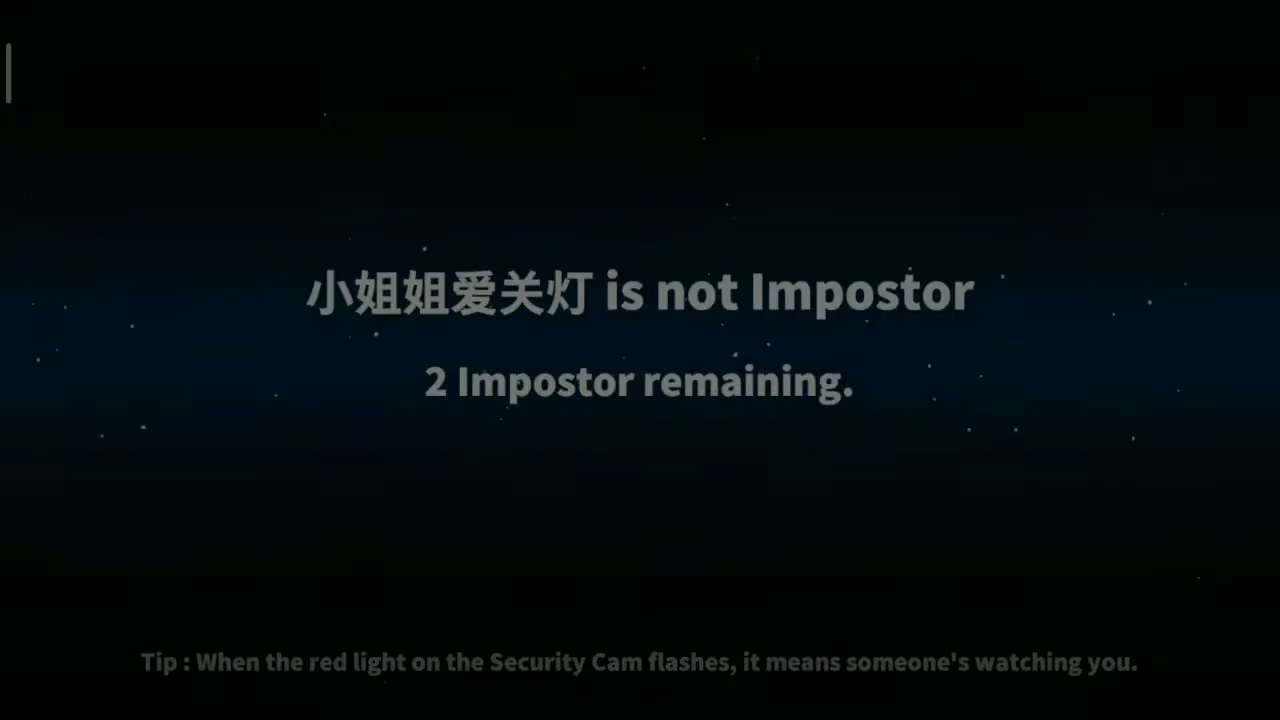 小姐姐爱关灯 is not Impostor
2 Impostor remaining.
Tip : When the red light on the Security Cam flashes, it means someone's watching you.